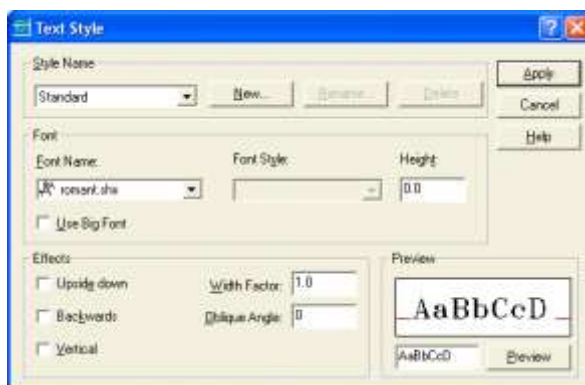 Text Style
Style Name
Standard
New...
Rename...
Delete
Apply
Cancel
Help
Font
Font Name:
Font Style:
Height
romant.shx
0.0
Use Big Font
Effects
Upside down
Width Factor: 1.0
Backwards
Oblique Angle: 0
Vertical
Preview
AaBbCcD
AaBbCcD
Preview